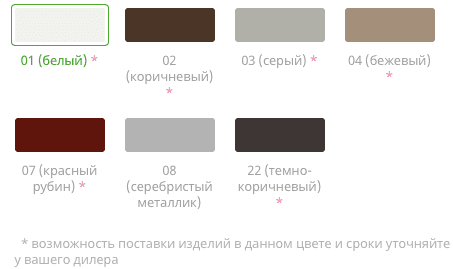 01 (белый) *
02
(коричневый)
*
03 (серый) *
04 (бежевый)
*
07 (красный
рубин) *
08
(серебристый
металлик)
22 (темно-
коричневый)
*
* возможность поставки изделий в данном цвете и сроки уточняйте
у вашего дилера